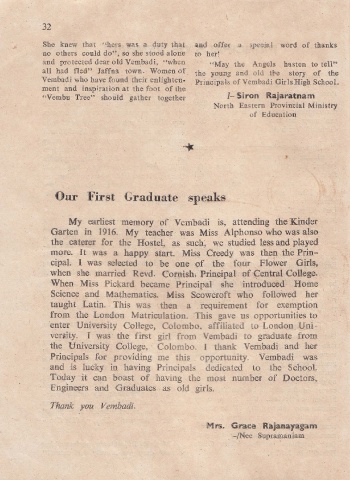 32
She knew that "hers was a duty that
no others could do", so she stood alone
and protected dear old Vembadi, "when
all had fled" Jaffna town. Women of
Vembadi who have found their enlighten-
ment and inspiration at the foot of the
"Vembu Tree" should gather together
and offer a special word of thanks
to her!
"May the Angels hasten to tell"
the young and old the story of the
Principals of Vembadi Girls High School.
/– Siron Rajaratnam
North Eastern Provincial Ministry
of Education
Our First Graduate speaks
My earliest memory of Vembadi is, attending the Kinder
Garten in 1916. My teacher was Miss Alphonso who was also
the caterer for the Hostel, as such, we studied less and played
more. It was a happy start. Miss Creedy was then the Prin-
cipal. I was selected to be one of the four Flower Girls,
when she married Revd. Cornish, Principal of Central College.
When Miss Pickard became Principal she introduced Home
Science and Mathematics. Miss Scowcroft who followed her
taught Latin. This was then a requirement for exemption
from the London Matriculation. This gave us opportunities to
enter University College, Colombo, affiliated to London Uni-
versity. I was the first girl from Vembadi to graduate from
the University College, Colombo. I thank Vembadi and her
Principals for providing me this opportunity. Vembadi was
and is lucky in having Principals dedicated to the School.
Today it can boast of having the most number of Doctors,
Engineers and Graduates as old girls.
Thank you Vembadi.
Mrs. Grace Rajanayagam
–/Nee Supramaniam